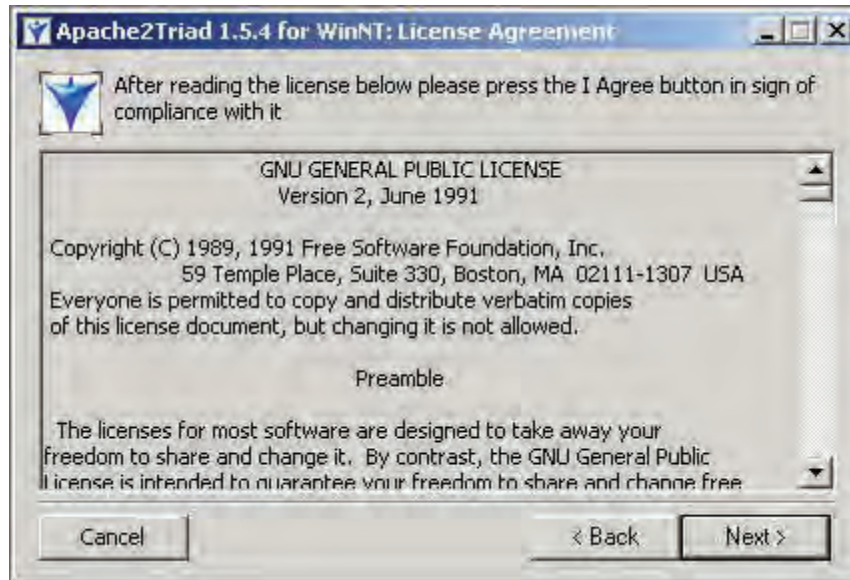 Apache2Triad 1.5.4 for WinNT: License Agreement
After reading the license below please press the I Agree button in sign of
compliance with it
GNU GENERAL PUBLIC LICENSE
Version 2, June 1991
Copyright (C) 1989, 1991 Free Software Foundation, Inc.
59 Temple Place, Suite 330, Boston, MA 02111-1307 USA
Everyone is permitted to copy and distribute verbatim copies
of this license document, but changing it is not allowed.
Preamble
The licenses for most software are designed to take away your
freedom to share and change it. By contrast, the GNU General Public
License is intended to guarantee your freedom to share and change free
Cancel
< Back
Next >